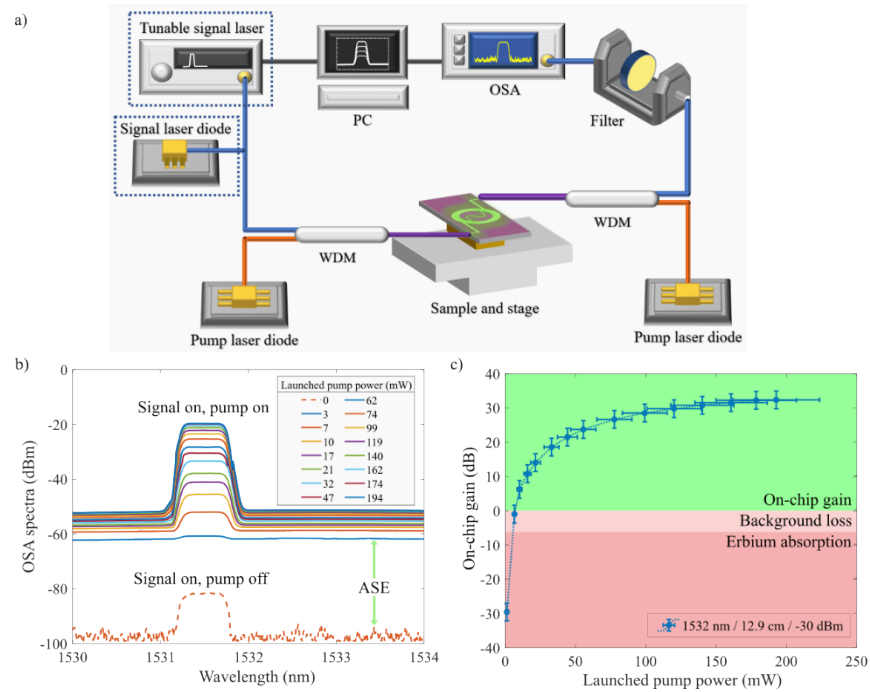 a)
Tunable signal laser
PC
OSA
Filter
Signal laser diode
WDM
WDM
Sample and stage
Pump laser diode
Pump laser diode
b)
OSA spectra (dBm)
0
-20
-40
-60
-80
-100
1530
1531
1532
1533
1534
Wavelength (nm)
Signal on, pump on
Launched pump power (mW)
0 62
3 74
7 99
10 119
17 140
21 162
32 174
47 194
Signal on, pump off
ASE
c)
On-chip gain (dB)
40
30
20
10
0
-10
-20
-30
-40
0
50
100
150
200
250
Launched pump power (mW)
On-chip gain
Background loss
Erbium absorption
1532 nm / 12.9 cm / -30 dBm